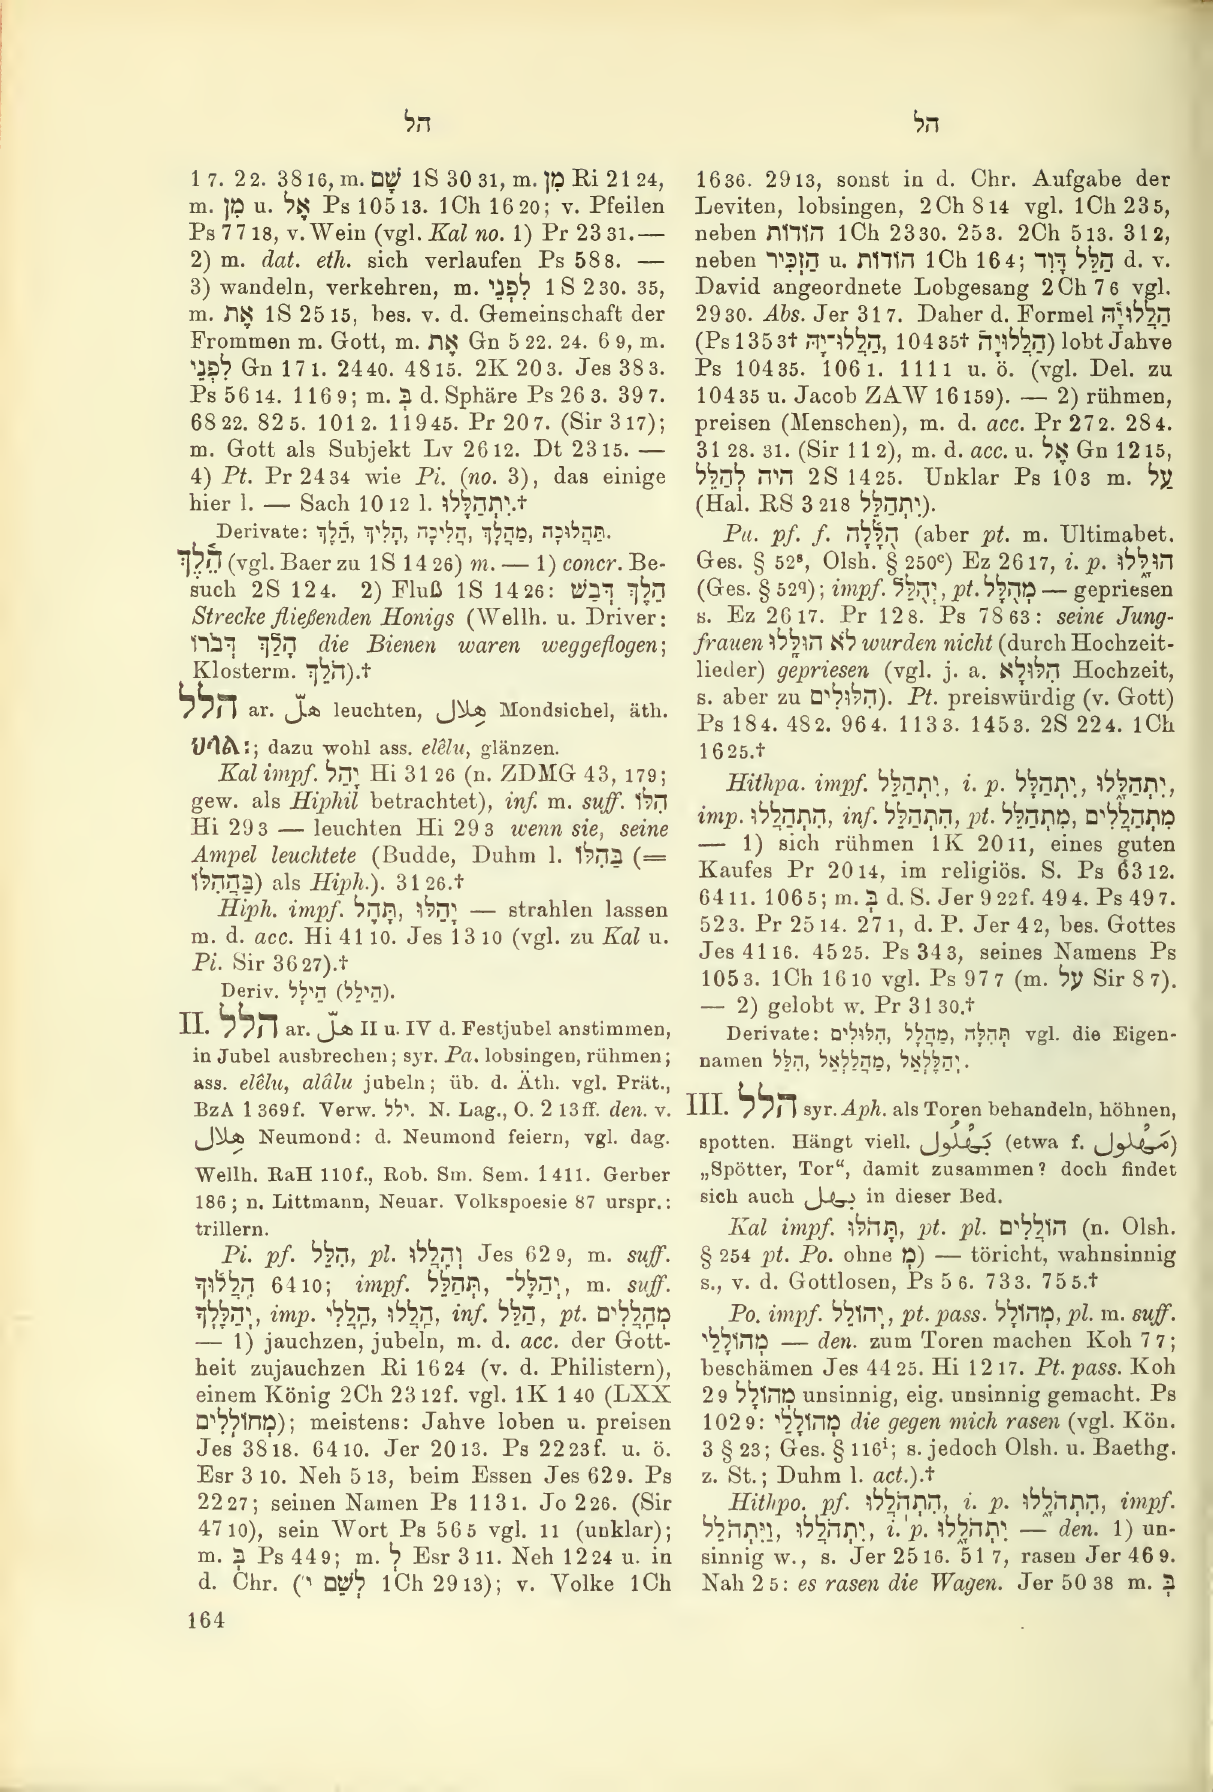 הל
הל
1 7. 22. 38 16, m. שָׁם 1S 30 31, m. מִן Ri 21 24,
m. מִן u. אֶל Ps 105 13. 1Ch 16 20; v. Pfeilen
Ps 77 18, v. Wein (vgl. Kal no. 1) Pr 23 31. —
2) m. dat. eth. sich verlaufen Ps 58 8. —
3) wandeln, verkehren, m. לִפְנֵי 1S 2 30. 35,
m. אֶת 1S 25 15, bes. v. d. Gemeinschaft der
Frommen m. Gott, m. אֶת Gn 5 22. 24. 6 9, m.
לִפְנֵי Gn 17 1. 24 40. 48 15. 2K 20 3. Jes 38 3.
Ps 56 14. 116 9; m. בְּ d. Sphäre Ps 26 3. 39 7.
68 22. 82 5. 101 2. 119 45. Pr 20 7. (Sir 3 17);
m. Gott als Subjekt Lv 26 12. Dt 23 15. —
4) Pt. Pr 24 34 wie Pi. (no. 3), das einige
hier l. — Sach 10 12 l. יִתְהַלָּלוּ.†
Derivate: הֵלֶךְ, הָלִיךְ, הֲלִיכָה, מַהֲלָךְ, תַּהֲלוּכָה.
הֵלֶךְ (vgl. Baer zu 1S 14 26) m. — 1) concr. Be-
such 2S 12 4. 2) Fluß 1S 14 26: הֵלֶךְ דְּבַשׁ
Strecke fließenden Honigs (Wellh. u. Driver:
הָלַךְ דְּבֹרוֹ die Bienen waren weggeflogen;
Klosterm. הֹלֵךְ).†
הלל ar. هلّ leuchten, هلال Mondsichel, äth.
; dazu wohl ass. elêlu, glänzen.
Kal impf. יָהֵל Hi 31 26 (n. ZDMG 43, 179;
gew. als Hiphil betrachtet), inf. m. suff. הִלּוֹ
Hi 29 3 — leuchten Hi 29 3 wenn sie, seine
Ampel leuchtete (Budde, Duhm l. בַּהִלּוֹ (=
בַּהֲהִלּוֹ) als Hiph.). 31 26.†
Hiph. impf. תָּהֵל, יָהֵלּוּ — strahlen lassen
m. d. acc. Hi 41 10. Jes 13 10 (vgl. zu Kal u.
Pi. Sir 36 27).†
Deriv. הֵילֵל (הֵילֵל).
II. הלל ar. هلّ II u. IV d. Festjubel anstimmen,
in Jubel ausbrechen; syr. Pa. lobsingen, rühmen;
ass. elêlu, alâlu jubeln; üb. d. Äth. vgl. Prät.,
BzA 1 369f. Verw. ילל. N. Lag., O. 2 13ff. den. v.
هلال Neumond: d. Neumond feiern, vgl. dag.
Wellh. RaH 110f., Rob. Sm. Sem. 1 411. Gerber
186; n. Littmann, Neuar. Volkspoesie 87 urspr.:
trillern.
Pi. pf. הִלֵּל, pl. וְהִלֲלוּ Jes 62 9, m. suff.
הִלֲלוּךָ 64 10; impf. תְּהַלֵּל, יְהַלֶּל־, m. suff.
יְהַלֶּלְךָ, imp. הַלֲלִי, הַלֲלוּ, inf. הַלֵּל, pt. מְהַלֲלִים
— 1) jauchzen, jubeln, m. d. acc. der Gott-
heit zujauchzen Ri 16 24 (v. d. Philistern),
einem König 2Ch 23 12f. vgl. 1K 1 40 (LXX
מְחוֹלֲלִים); meistens: Jahve loben u. preisen
Jes 38 18. 64 10. Jer 20 13. Ps 22 23f. u. ö.
Esr 3 10. Neh 5 13, beim Essen Jes 62 9. Ps
22 27; seinen Namen Ps 113 1. Jo 2 26. (Sir
47 10), sein Wort Ps 56 5 vgl. 11 (unklar);
m. בְּ Ps 44 9; m. לְ Esr 3 11. Neh 12 24 u. in
d. Chr. (לְשֵׁם י׳ 1Ch 29 13); v. Volke 1Ch
164
16 36. 29 13, sonst in d. Chr. Aufgabe der
Leviten, lobsingen, 2Ch 8 14 vgl. 1Ch 23 5,
neben הוֹדוֹת 1Ch 23 30. 25 3. 2Ch 5 13. 31 2,
neben הַזְכִּיר u. הוֹדוֹת 1Ch 16 4; הַלֵּל דָּוִד d. v.
David angeordnete Lobgesang 2Ch 7 6 vgl.
29 30. Abs. Jer 31 7. Daher d. Formel הַלְלוּיָהּ
(Ps 135 3† הַלְלוּ־יָהּ, 104 35† הַלְלוּיָהּ) lobt Jahve
Ps 104 35. 106 1. 111 1 u. ö. (vgl. Del. zu
104 35 u. Jacob ZAW 16 159). — 2) rühmen,
preisen (Menschen), m. d. acc. Pr 27 2. 28 4.
31 28. 31. (Sir 11 2), m. d. acc. u. אֶל Gn 12 15,
היה לְהַלֵּל 2S 14 25. Unklar Ps 10 3 m. עַל
(Hal. RS 3 218 יִתְהַלֵּל).
Pu. pf. f. הֻלָּלָה (aber pt. m. Ultimabet.
Ges. § 52s, Olsh. § 250c) Ez 26 17, i. p. הוּלָּלוּ
(Ges. § 52q); impf. יְהֻלַּל, pt. מְהֻלָּל — gepriesen
s. Ez 26 17. Pr 12 8. Ps 78 63: seine Jung-
frauen לֹא הוּלָּלוּ wurden nicht (durch Hochzeit-
lieder) gepriesen (vgl. j. a. הִלּוּלָא Hochzeit,
s. aber zu הִלּוּלִים). Pt. preiswürdig (v. Gott)
Ps 18 4. 48 2. 96 4. 113 3. 145 3. 2S 22 4. 1Ch
16 25.†
Hithpa. impf. יִתְהַלֵּל, i. p. יִתְהַלָּל, יִתְהַלָּלוּ,
imp. הִתְהַלֲלוּ, inf. הִתְהַלֵּל, pt. מִתְהַלֵּל, מִתְהַלֲלִים
— 1) sich rühmen 1K 20 11, eines guten
Kaufes Pr 20 14, im religiös. S. Ps 63 12.
64 11. 106 5; m. בְּ d. S. Jer 9 22f. 49 4. Ps 49 7.
52 3. Pr 25 14. 27 1, d. P. Jer 4 2, bes. Gottes
Jes 41 16. 45 25. Ps 34 3, seines Namens Ps
105 3. 1Ch 16 10 vgl. Ps 97 7 (m. עַל Sir 8 7).
— 2) gelobt w. Pr 31 30.†
Derivate: תְּהִלָּה, מַהֲלָל, הִלּוּלִים vgl. die Eigen-
namen הִלֵּל, מַהֲלַלְאֵל, יְהַלֶּלְאֵל.
III. הלל syr. Aph. als Toren behandeln, höhnen,
spotten. Hängt viell. (etwa f. )
„Spötter, Tor“, damit zusammen? doch findet
sich auch in dieser Bed.
Kal impf. תָּהֹלּוּ, pt. pl. הוֹלֲלִים (n. Olsh.
§ 254 pt. Po. ohne מְ) — töricht, wahnsinnig
s., v. d. Gottlosen, Ps 5 6. 73 3. 75 5.†
Po. impf. יְהוֹלֵל, pt. pass. מְהוֹלָל, pl. m. suff.
מְהוֹלָלַי — den. zum Toren machen Koh 7 7;
beschämen Jes 44 25. Hi 12 17. Pt. pass. Koh
2 9 מְהוֹלָל unsinnig, eig. unsinnig gemacht. Ps
102 9: מְהוֹלָלַי die gegen mich rasen (vgl. Kön.
3 § 23; Ges. § 116i; s. jedoch Olsh. u. Baethg.
z. St.; Duhm l. act.).†
Hithpo. pf. הִתְהֹלֲלוּ, i. p. הִתְהֹלָלוּ, impf.
וַיִּתְהֹלֵל, יִתְהֹלֲלוּ, i. p. יִתְהֹלָלוּ — den. 1) un-
sinnig w., s. Jer 25 16. 51 7, rasen Jer 46 9.
Nah 2 5: es rasen die Wagen. Jer 50 38 m. בְּ